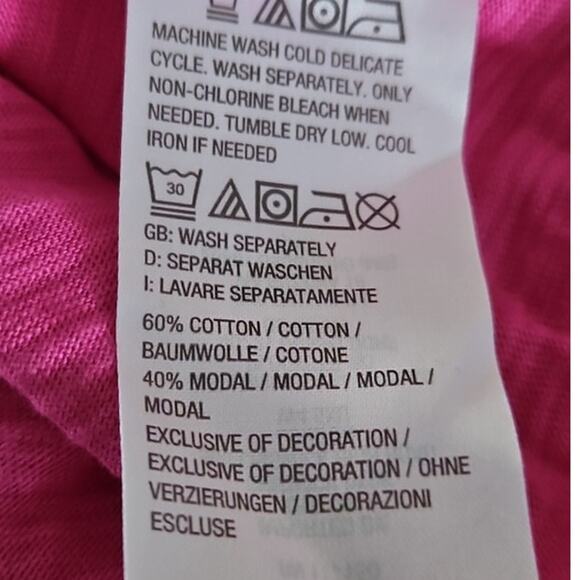 MACHINE WASH COLD DELICATE
CYCLE. WASH SEPARATELY. ONLY
NON-CHLORINE BLEACH WHEN
NEEDED. TUMBLE DRY LOW. COOL
IRON IF NEEDED
30
GB: WASH SEPARATELY
D: SEPARAT WASCHEN
I: LAVARE SEPARATAMENTE
60% COTTON / COTTON /
BAUMWOLLE / COTONE
40% MODAL / MODAL / MODAL /
MODAL
EXCLUSIVE OF DECORATION /
EXCLUSIVE OF DECORATION / OHNE
VERZIERUNGEN / DECORAZIONI
ESCLUSE